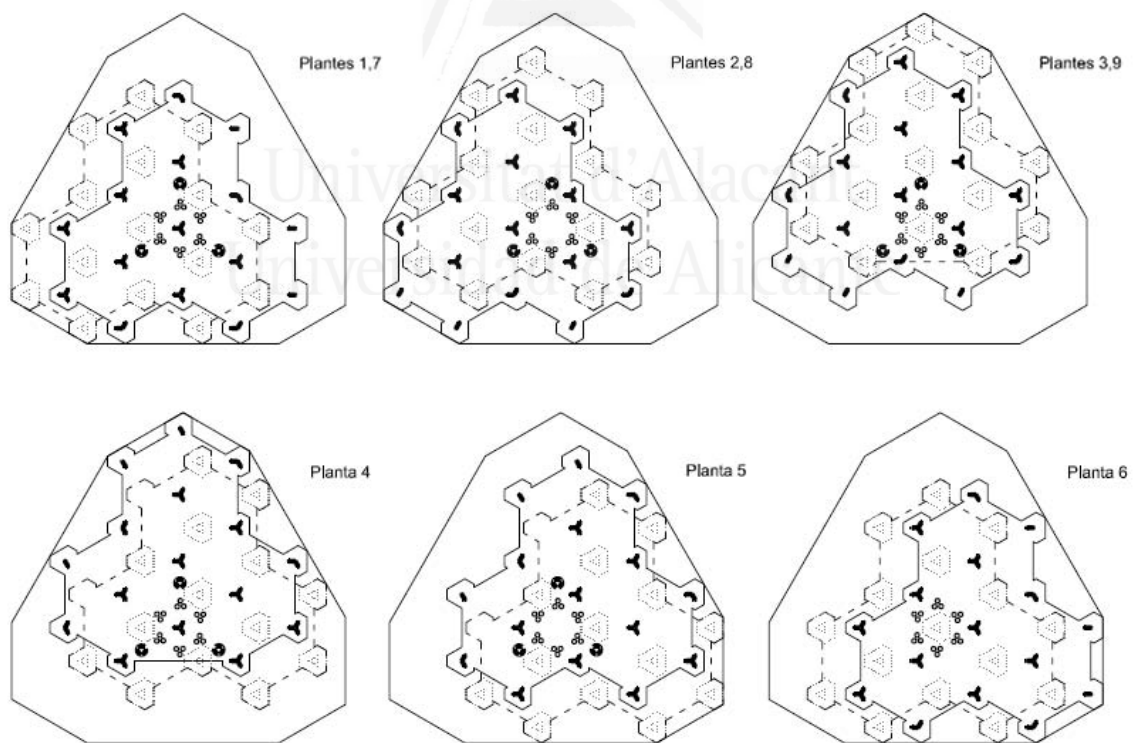 Plantes 1,7
Plantes 2,8
Plantes 3,9
Universitat d'Alacant
Universidad de Alicante
Planta 4
Planta 5
Planta 6